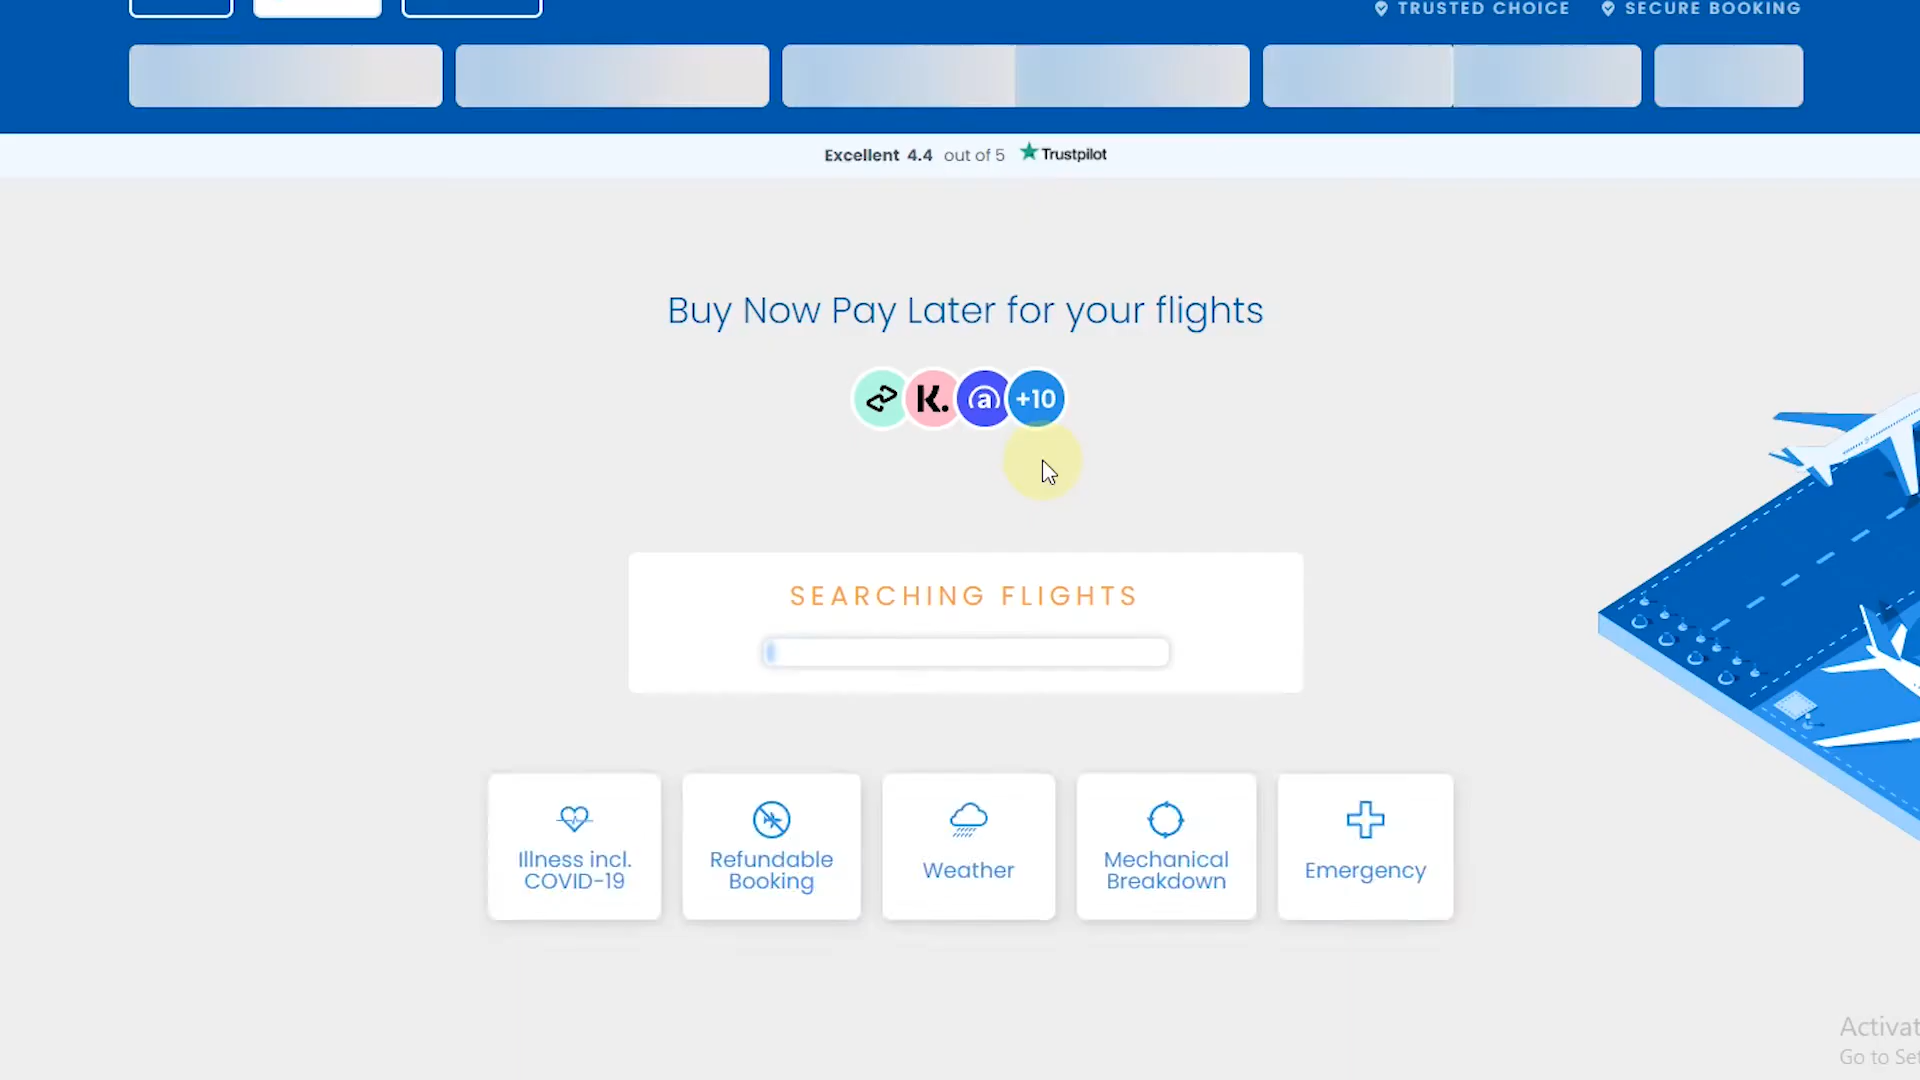 TRUSTED CHOICE SECURE BOOKING
Excellent 4.4 out of 5 Trustpilot
Buy Now Pay Later for your flights
K. a +10
SEARCHING FLIGHTS
Illness incl.
COVID-19
Refundable
Booking
Weather
Mechanical
Breakdown
Emergency
Activat
Go to Set